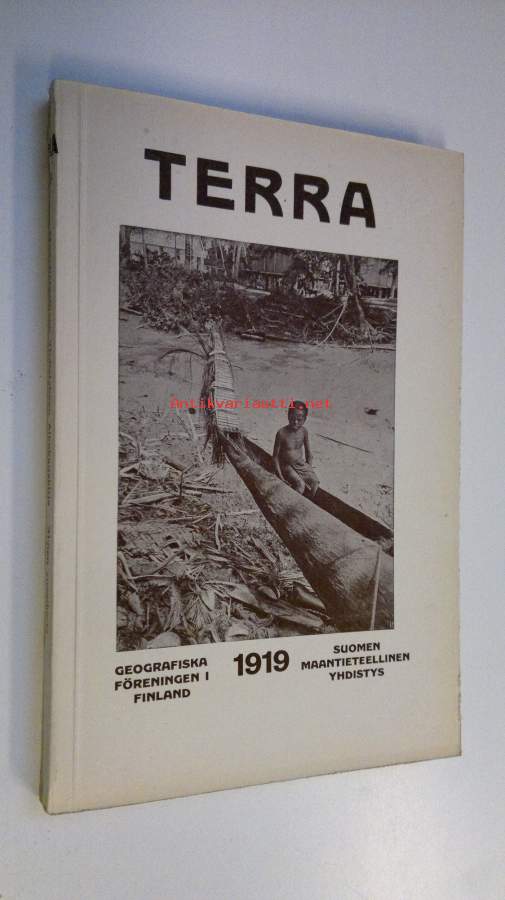 TERRA
Antikvariaatti.net
GEOGRAFISKA
FÖRENINGEN I
FINLAND
1919
SUOMEN
MAANTIETEELLINEN
YHDISTYS